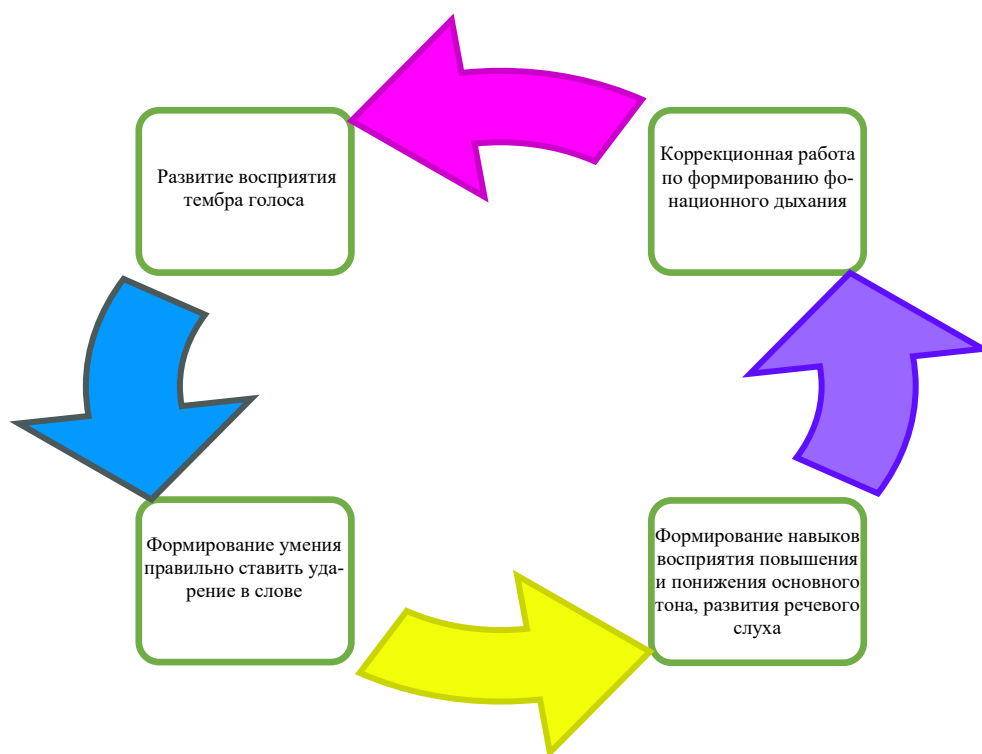 Развитие восприятия
тембра голоса
Коррекционная работа
по формированию фо-
национного дыхания
Формирование умения
правильно ставить уда-
рение в слове
Формирование навыков
восприятия повышения
и понижения основного
тона, развития речевого
слуха